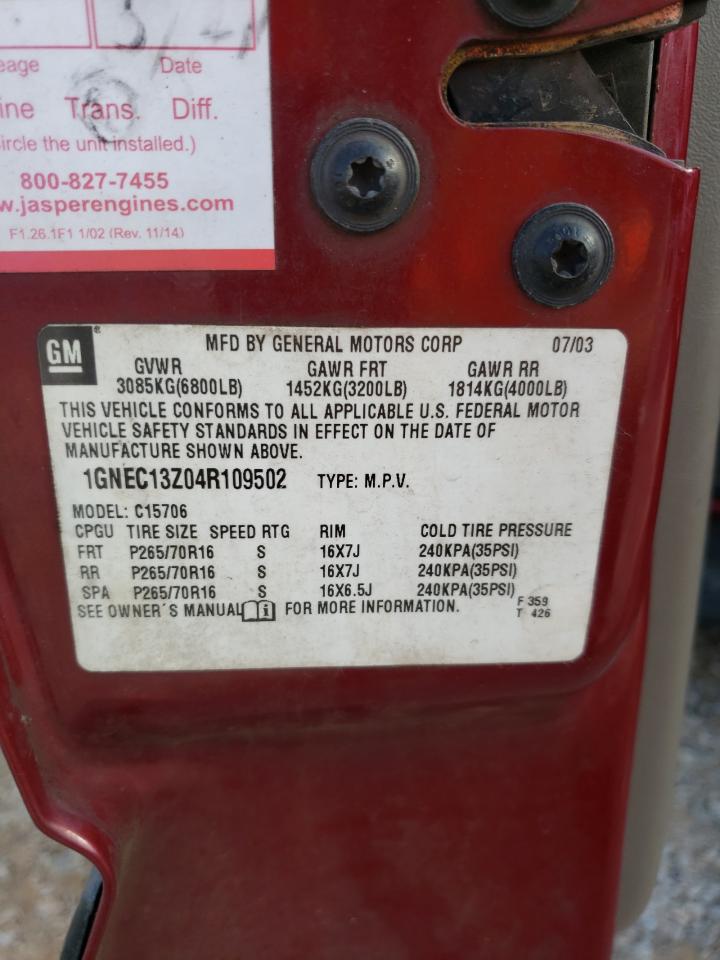 Date
Trans. Diff.
(Circle the unit installed.)
800-827-7455
www.jasperengines.com
F1.26.1F1 1/02 (Rev. 11/14)
GM®
MFD BY GENERAL MOTORS CORP 07/03
GVWR GAWR FRT GAWR RR
3085KG(6800LB) 1452KG(3200LB) 1814KG(4000LB)
THIS VEHICLE CONFORMS TO ALL APPLICABLE U.S. FEDERAL MOTOR
VEHICLE SAFETY STANDARDS IN EFFECT ON THE DATE OF
MANUFACTURE SHOWN ABOVE.
1GNEC13Z04R109502 TYPE: M.P.V.
MODEL: C15706
CPGU TIRE SIZE SPEED RTG RIM COLD TIRE PRESSURE
FRT P265/70R16 S 16X7J 240KPA(35PSI)
RR P265/70R16 S 16X7J 240KPA(35PSI)
SPA P265/70R16 S 16X6.5J 240KPA(35PSI)
SEE OWNER'S MANUAL FOR MORE INFORMATION.
F 359
T 426